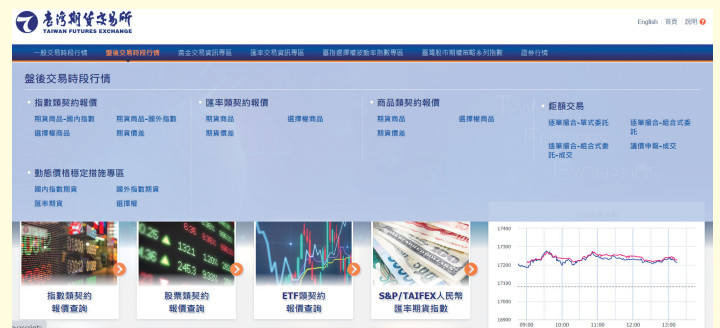 臺灣期貨交易所
TAIWAN FUTURES EXCHANGE
English 首頁 說明
一般交易時段行情 盤後交易時段行情 黃金交易資訊專區 匯率交易資訊專區 臺指選擇權波動率指數專區 臺灣股市期權策略系列指數 證券行情
盤後交易時段行情
指數類契約報價
期貨商品-國內指數 期貨商品-國外指數
選擇權商品 期貨價差
匯率類契約報價
期貨商品 選擇權商品
期貨價差
商品類契約報價
期貨商品 選擇權商品
期貨價差
鉅額交易
逐筆撮合-單式委託 逐筆撮合-組合式委
託
逐筆撮合-組合式委
託-成交 議價申報-成交
動態價格穩定措施專區
國內指數期貨 國外指數期貨
匯率期貨 選擇權
指數類契約
報價查詢
股票類契約
報價查詢
ETF類契約
報價查詢
S&P/TAIFEX人民幣
匯率期貨指數
17400
17300
17200
17100
17000
16900
09:00 10:00 11:00 12:00 13:00